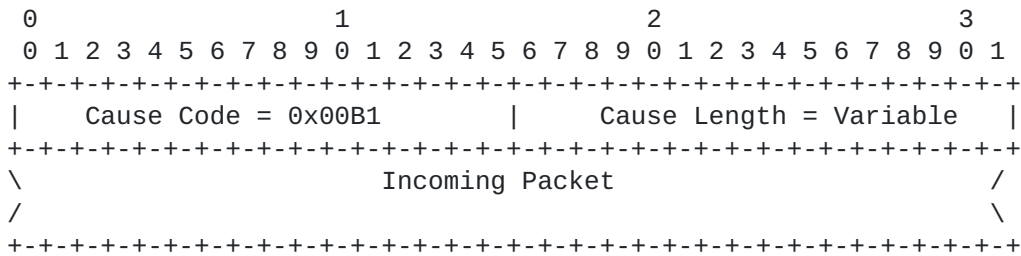 0                   1                   2                   3
 0 1 2 3 4 5 6 7 8 9 0 1 2 3 4 5 6 7 8 9 0 1 2 3 4 5 6 7 8 9 0 1
+-+-+-+-+-+-+-+-+-+-+-+-+-+-+-+-+-+-+-+-+-+-+-+-+-+-+-+-+-+-+-+-+
|    Cause Code = 0x00B1        |     Cause Length = Variable   |
+-+-+-+-+-+-+-+-+-+-+-+-+-+-+-+-+-+-+-+-+-+-+-+-+-+-+-+-+-+-+-+-+
\                       Incoming Packet                        /
/                                                              \
+-+-+-+-+-+-+-+-+-+-+-+-+-+-+-+-+-+-+-+-+-+-+-+-+-+-+-+-+-+-+-+-+